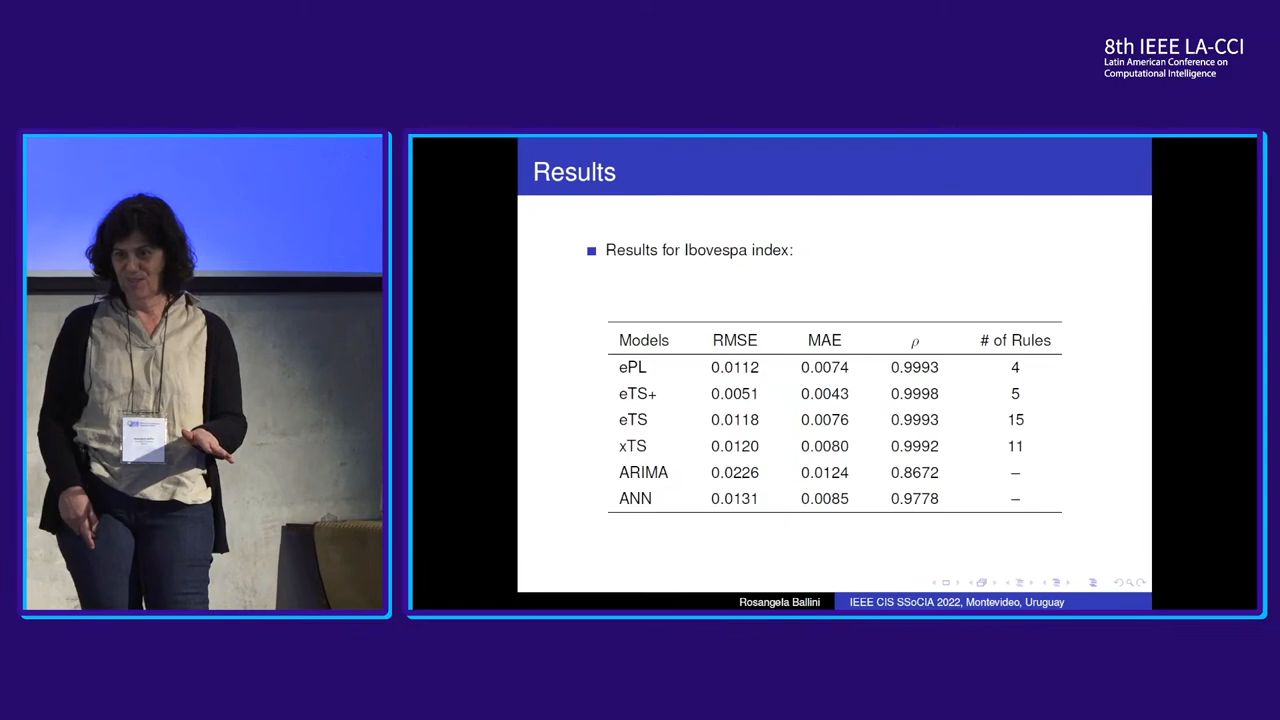 8th IEEE LA-CCI
Latin American Conference on
Computational Intelligence
Results
Results for Ibovespa index:
Models RMSE MAE ρ # of Rules
ePL 0.0112 0.0074 0.9993 4
eTS+ 0.0051 0.0043 0.9998 5
eTS 0.0118 0.0076 0.9993 15
xTS 0.0120 0.0080 0.9992 11
ARIMA 0.0226 0.0124 0.8672 –
ANN 0.0131 0.0085 0.9778 –
Rosangela Ballini IEEE CIS SSoCIA 2022, Montevideo, Uruguay